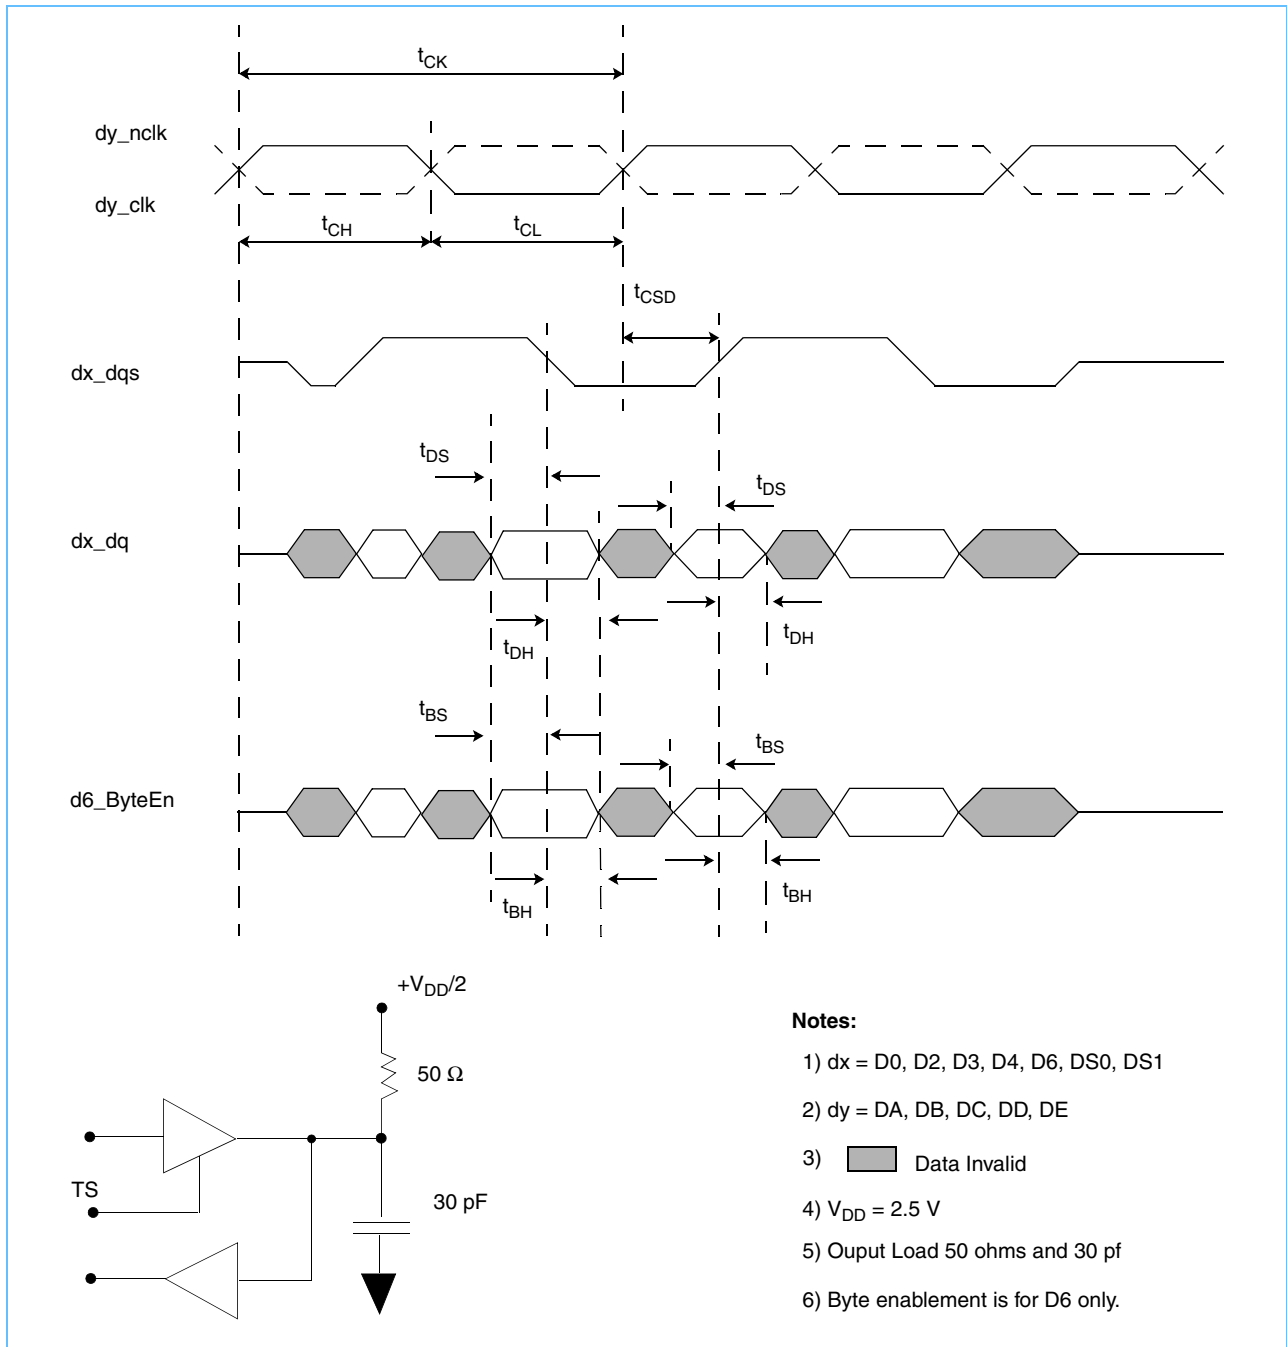 tCK
dy_nclk
dy_clk
tCH
tCL
tCSD
dx_dqs
tDS
tDS
dx_dq
tDH
tDH
tBS
tBS
d6_ByteEn
tBH
tBH
+VDD/2
50 Ω
TS
30 pF
Notes:
1) dx = D0, D2, D3, D4, D6, DS0, DS1
2) dy = DA, DB, DC, DD, DE
3) Data Invalid
4) VDD = 2.5 V
5) Ouput Load 50 ohms and 30 pf
6) Byte enablement is for D6 only.